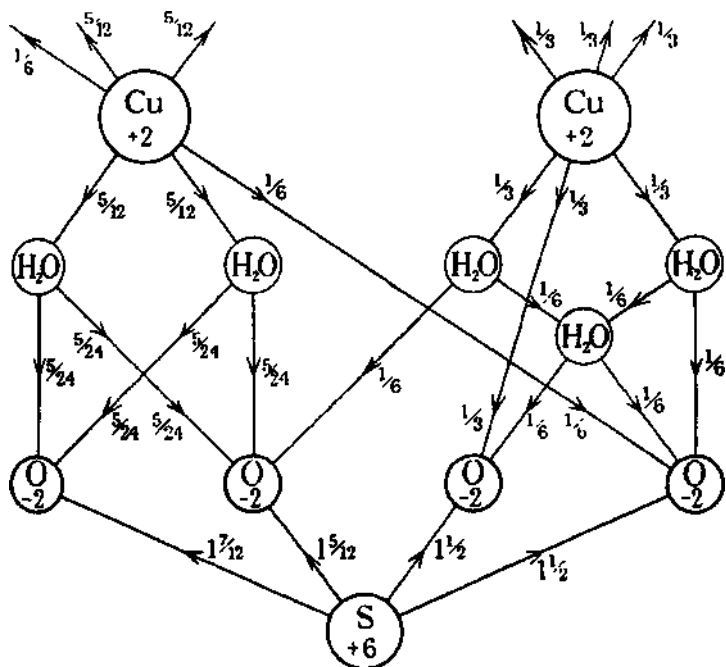 1/6 5/12 5/12 1/3 1/3 1/3
Cu +2 Cu +2
5/12 5/12 1/6 1/3 1/3 1/3
H₂O H₂O H₂O H₂O
1/6 1/6
H₂O
5/24 5/24 5/24 5/24 1/6 1/6
5/24 5/24 5/24 1/3 1/6 1/6 1/6
O -2 O -2 O -2 O -2
1 7/12 1 5/12 1 1/2 1 1/2
S
+6